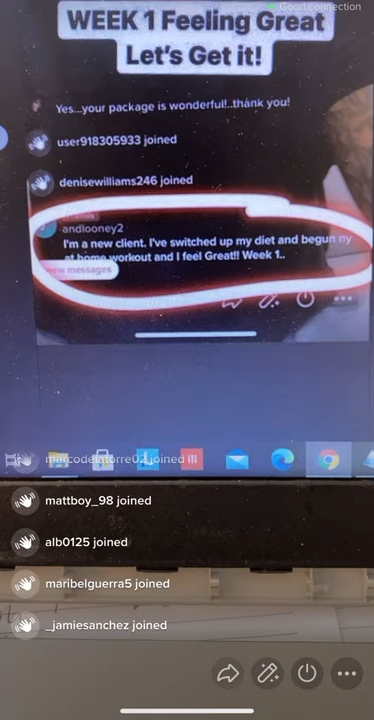 Good connection
WEEK 1 Feeling Great
Let's Get it!
Yes...your package is wonderful!..thank you!
user918305933 joined
denisewilliams246 joined
andlooney2
I'm a new client. I've switched up my diet and begun my
at home workout and I feel Great!! Week 1..
new messages
marcodelatorre02 joined
mattboy_98 joined
alb0125 joined
maribelguerra5 joined
_jamiesanchez joined